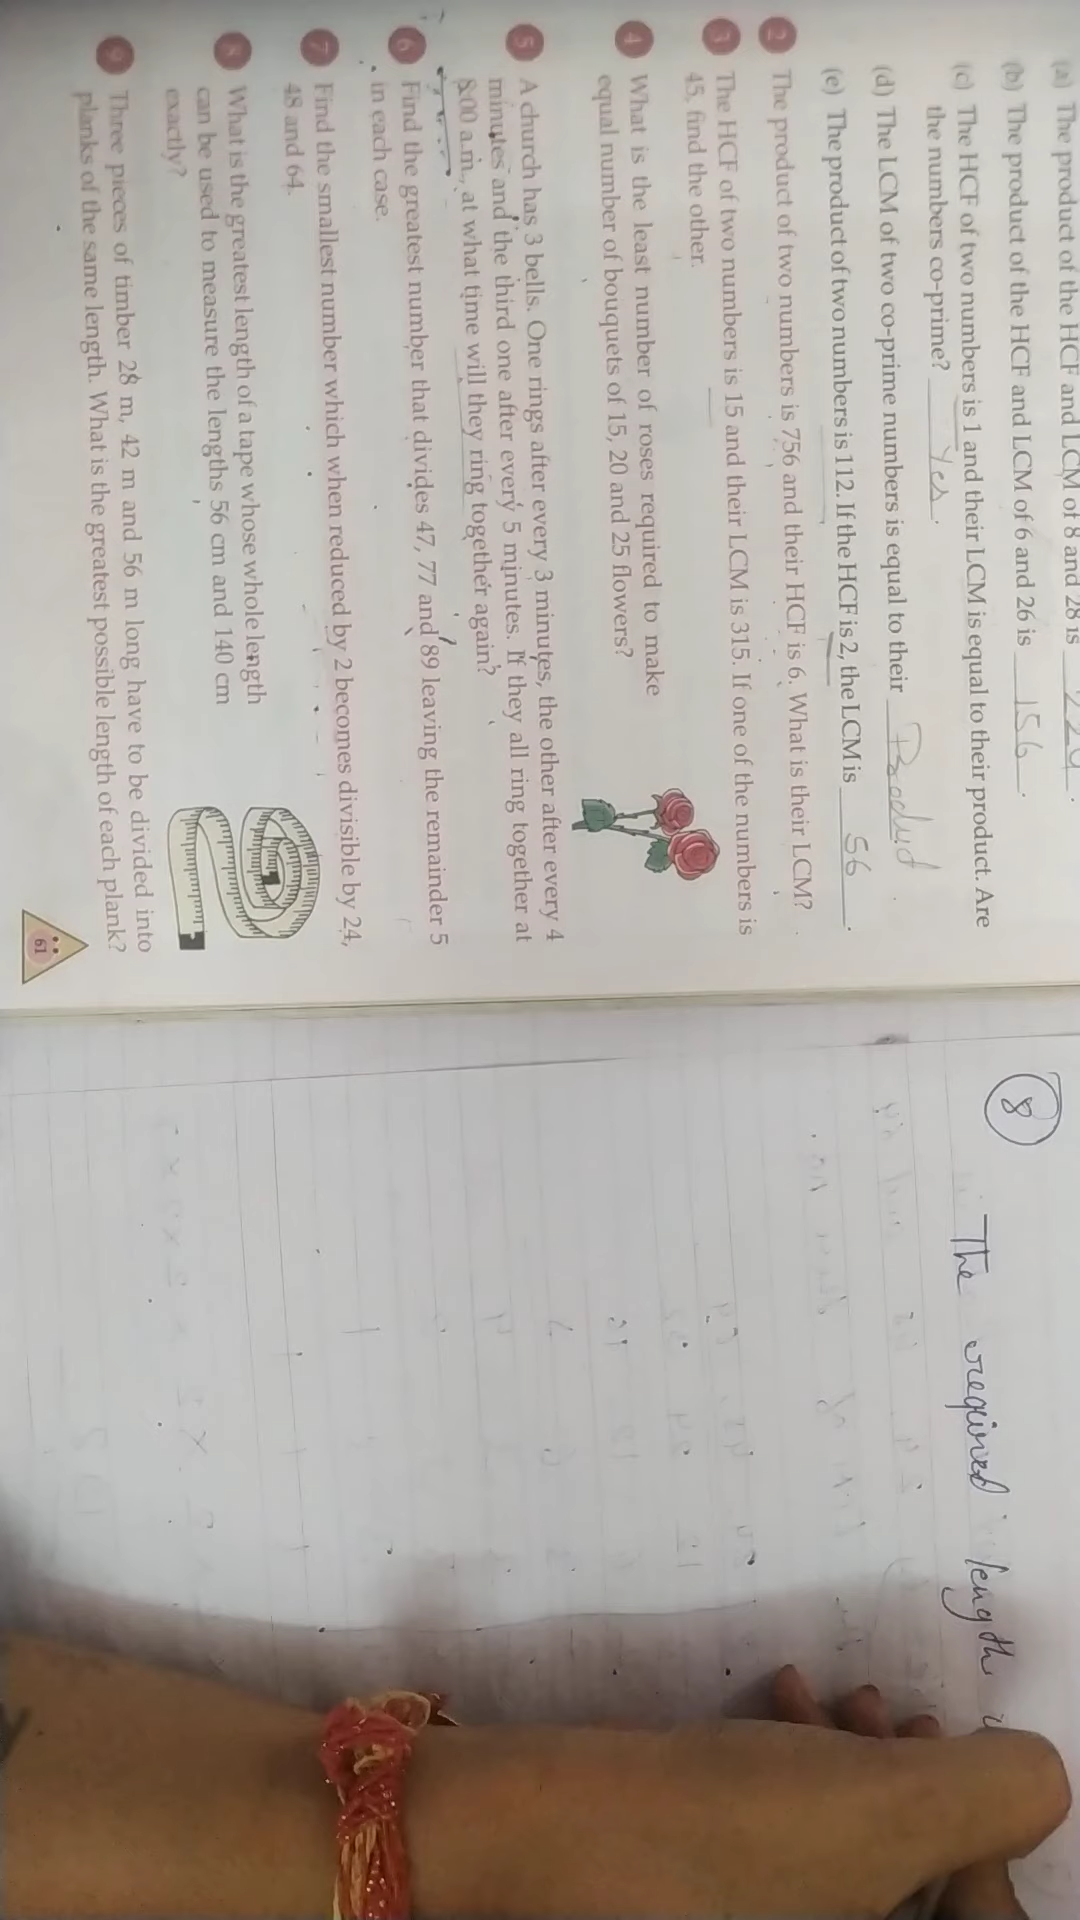 (a) The product of the HCF and LCM of 8 and 28 is 224.
(b) The product of the HCF and LCM of 6 and 26 is 156.
(c) The HCF of two numbers is 1 and their LCM is equal to their product. Are
the numbers co-prime? Yes.
(d) The LCM of two co-prime numbers is equal to their Product.
(e) The product of two numbers is 112. If the HCF is 2, the LCM is 56.
2 The product of two numbers is 756 and their HCF is 6. What is their LCM?
3 The HCF of two numbers is 15 and their LCM is 315. If one of the numbers is
45, find the other.
4 What is the least number of roses required to make
equal number of bouquets of 15, 20 and 25 flowers?
5 A church has 3 bells. One rings after every 3 minutes, the other after every 4
minutes and the third one after every 5 minutes. If they all ring together at
8:00 a.m., at what time will they ring together again?
6 Find the greatest number that divides 47, 77 and 89 leaving the remainder 5
in each case.
7 Find the smallest number which when reduced by 2 becomes divisible by 24,
48 and 64.
8 What is the greatest length of a tape whose whole length
can be used to measure the lengths 56 cm and 140 cm
exactly?
9 Three pieces of timber 28 m, 42 m and 56 m long have to be divided into
planks of the same length. What is the greatest possible length of each plank?
61
8 The required length